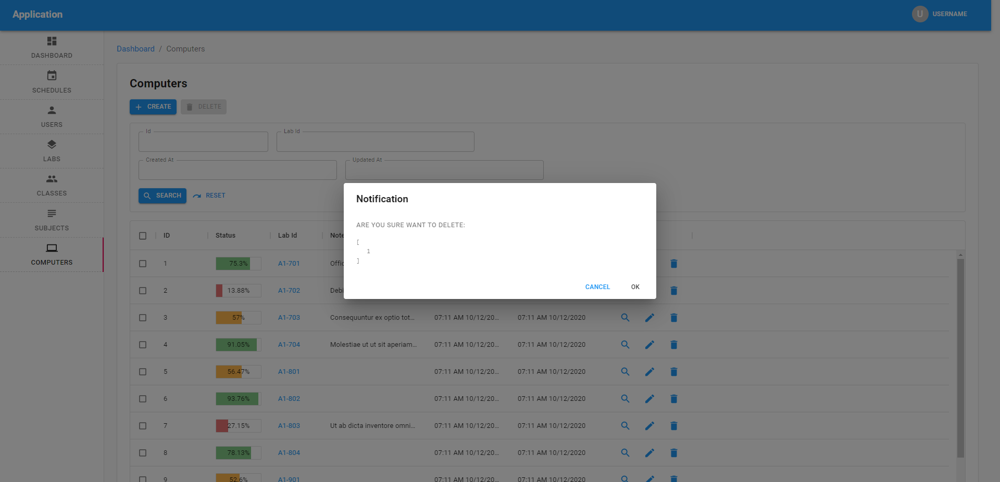 Application
U USERNAME
DASHBOARD
SCHEDULES
USERS
LABS
CLASSES
SUBJECTS
COMPUTERS
Dashboard / Computers
Computers
CREATE DELETE
Id Lab Id
Created At Updated At
SEARCH RESET
Notification
ARE YOU SURE WANT TO DELETE:
[
1
]
CANCEL OK
ID Status Lab Id Note
1 75.3% A1-701 Offic
2 13.88% A1-702 Debi
3 57% A1-703 Consequuntur ex optio tot... 07:11 AM 10/12/20... 07:11 AM 10/12/2020
4 91.05% A1-704 Molestiae ut ut sit aperiam... 07:11 AM 10/12/20... 07:11 AM 10/12/2020
5 56.47% A1-801 07:11 AM 10/12/20... 07:11 AM 10/12/2020
6 93.76% A1-802 07:11 AM 10/12/20... 07:11 AM 10/12/2020
7 27.15% A1-803 Ut ab dicta inventore omni... 07:11 AM 10/12/20... 07:11 AM 10/12/2020
8 78.13% A1-804 07:11 AM 10/12/20... 07:11 AM 10/12/2020
9 52.6% A1-901 07:11 AM 10/12/20... 07:11 AM 10/12/2020